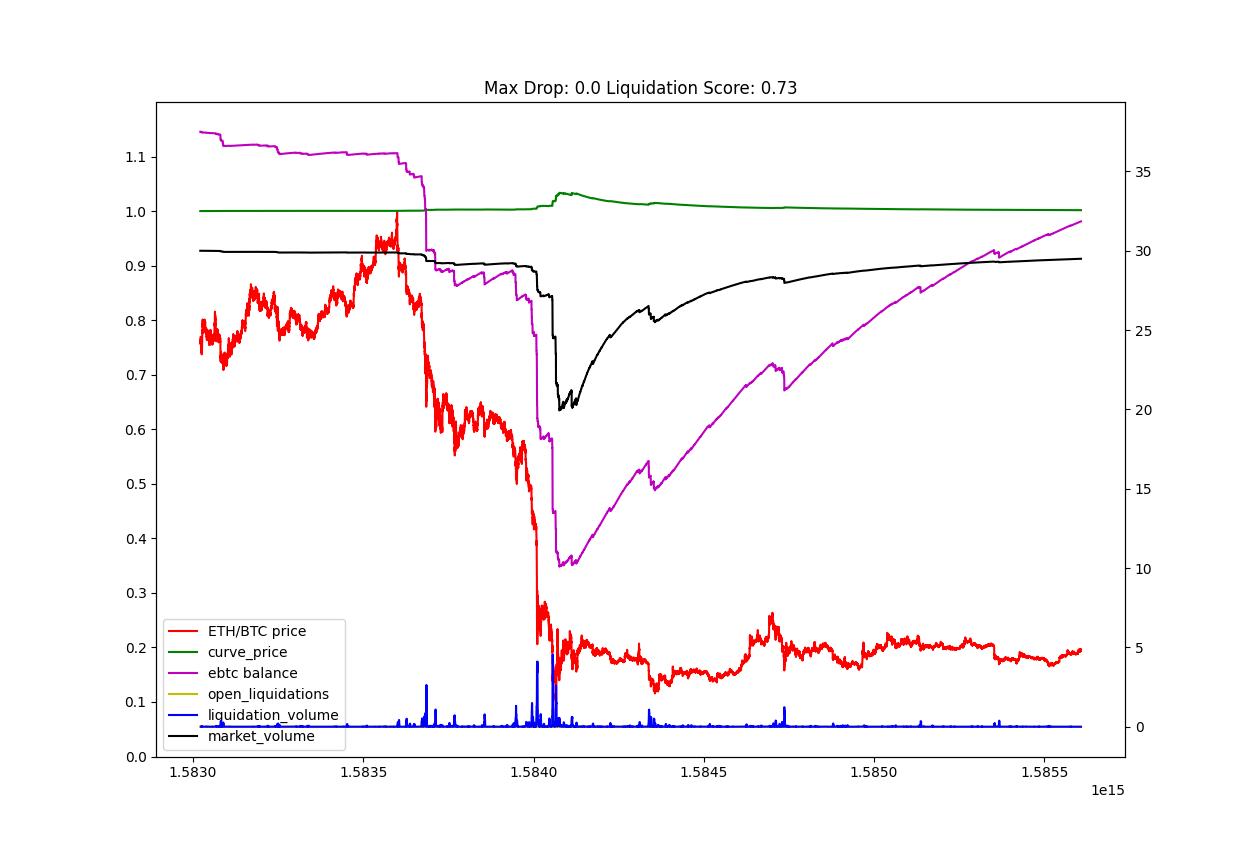 Max Drop: 0.0 Liquidation Score: 0.73
1.1
1.0
0.9
0.8
0.7
0.6
0.5
0.4
0.3
0.2
0.1
0.0
35
30
25
20
15
10
5
0
ETH/BTC price
curve_price
ebtc balance
open_liquidations
liquidation_volume
market_volume
1.5830 1.5835 1.5840 1.5845 1.5850 1.5855
1e15